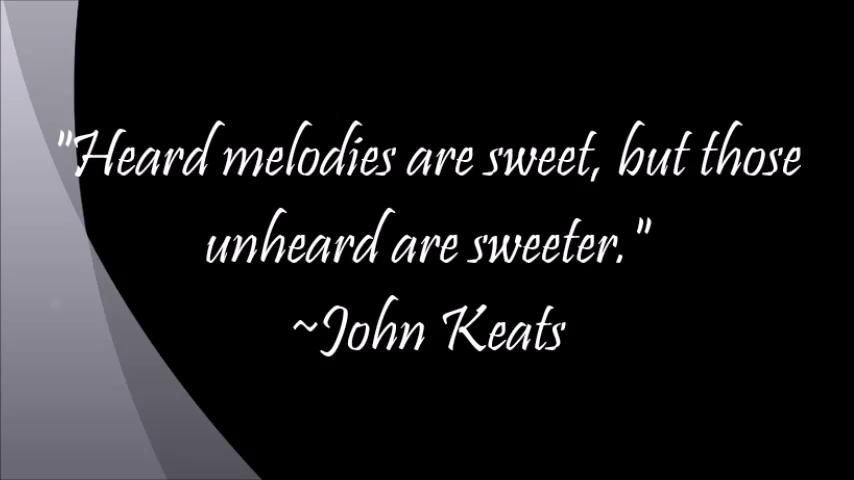 "Heard melodies are sweet, but those
unheard are sweeter."
~John Keats